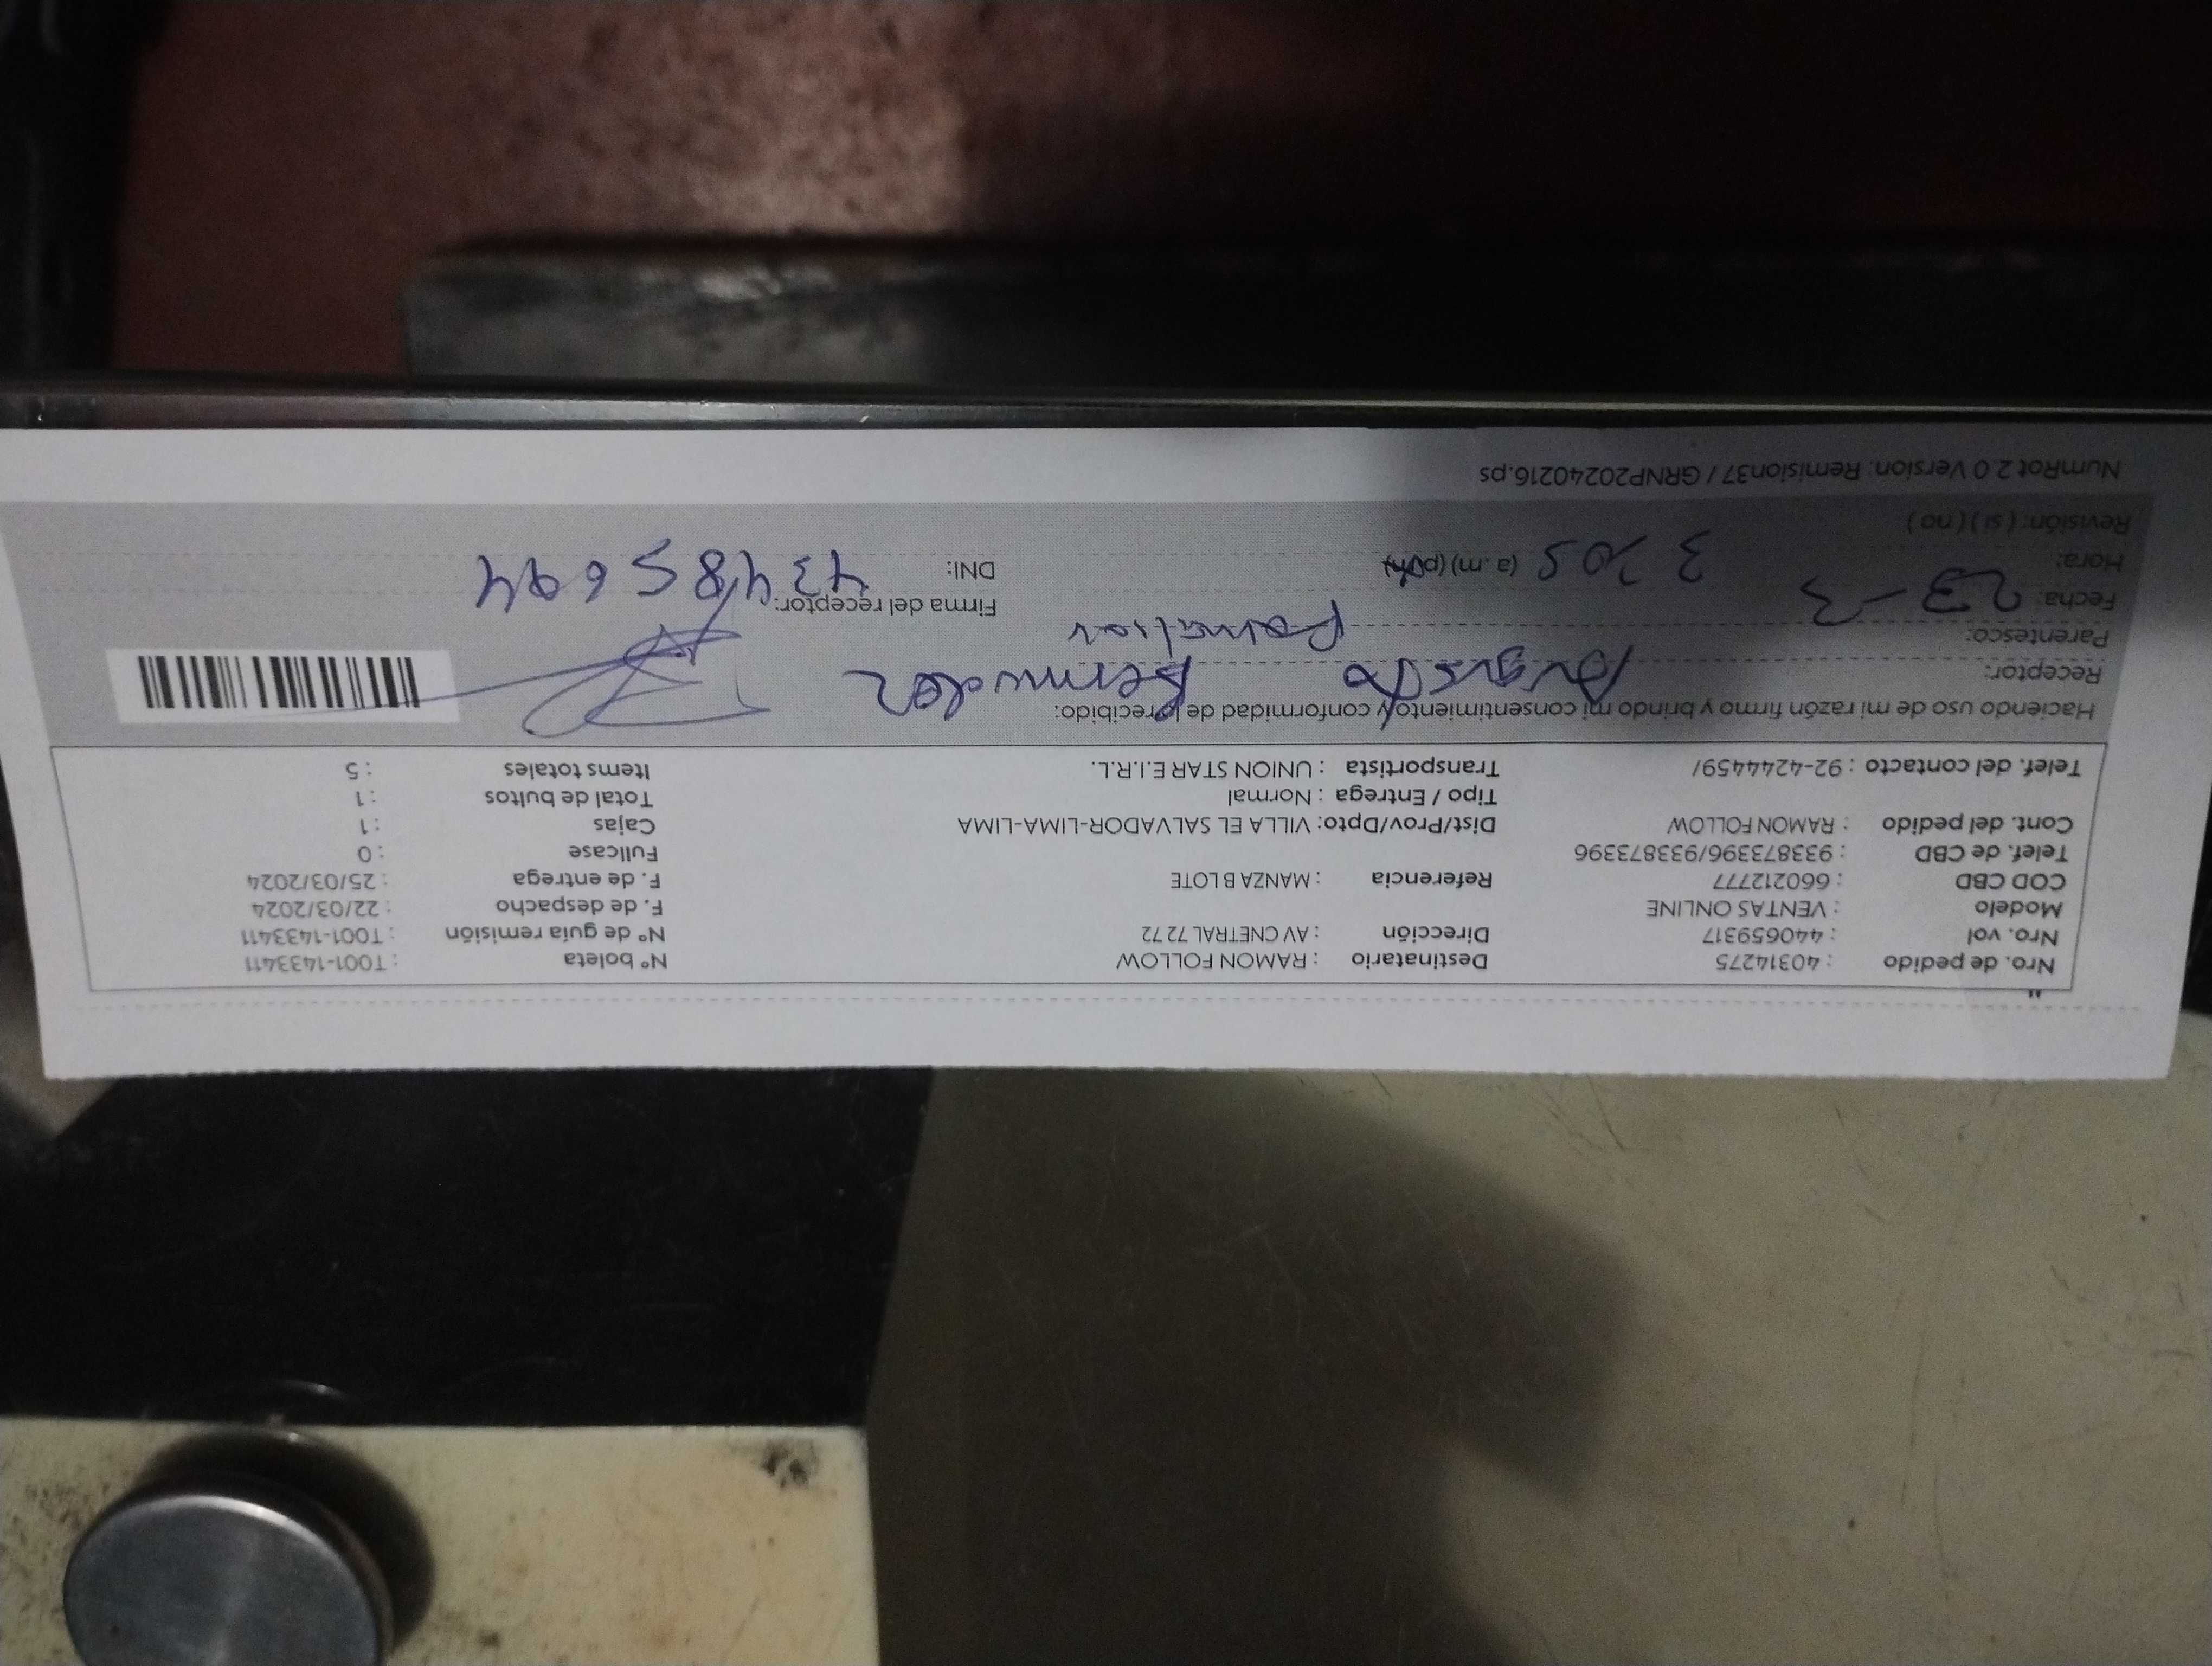 Nro. de pedido : 40314275 Destinatario : RAMON FOLLOW N° boleta : T001-1433411
Nro. vol : 440659317 Dirección : AV CNETRAL 72 72 N° de guía remisión : T001-1433411
Modelo : VENTAS ONLINE F. de despacho : 22/03/2024
COD CBD : 660212777 Referencia : MANZA B LOTE F. de entrega : 25/03/2024
Telef. de CBD : 933873396/933873396 Fullcase : 0
Cont. del pedido : RAMON FOLLOW Dist/Prov/Dpto: VILLA EL SALVADOR-LIMA-LIMA Cajas : 1
Tipo / Entrega : Normal Total de bultos : 1
Telef. del contacto : 92-4244459/ Transportista : UNION STAR E.I.R.L. Items totales : 5
Haciendo uso de mi razón firmo y brindo mi consentimiento y conformidad de lo recibido:
Receptor: Augusto Bermudez
Parentesco: Familiar
Fecha: 23-3 Firma del receptor:
Hora: 3 :05 (a. m) (p.m) DNI: 43485694
Revisión: ( si ) ( no )
NumRot 2.0 Version: Remision37 / GRNP20240216.ps